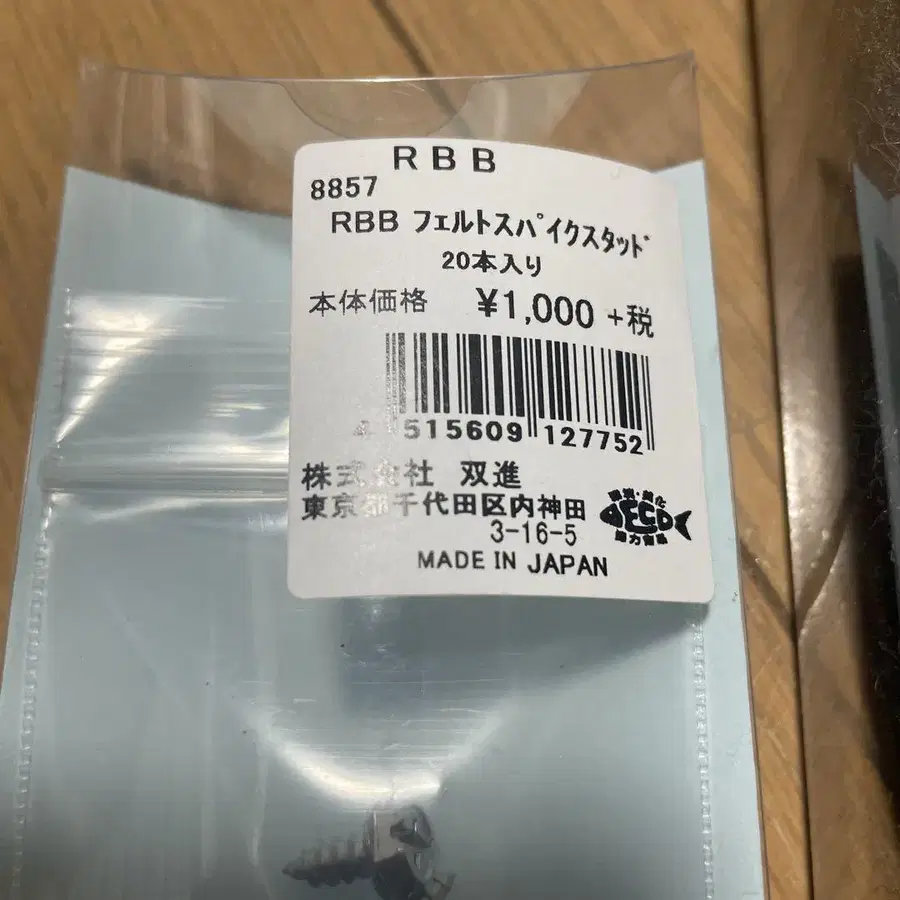 RBB
8857
RBB フェルトスパイクスタッド
20本入り
本体価格 ¥1,000 +税
4 515609 127752
株式会社 双進
東京都千代田区内神田
3-16-5
MADE IN JAPAN